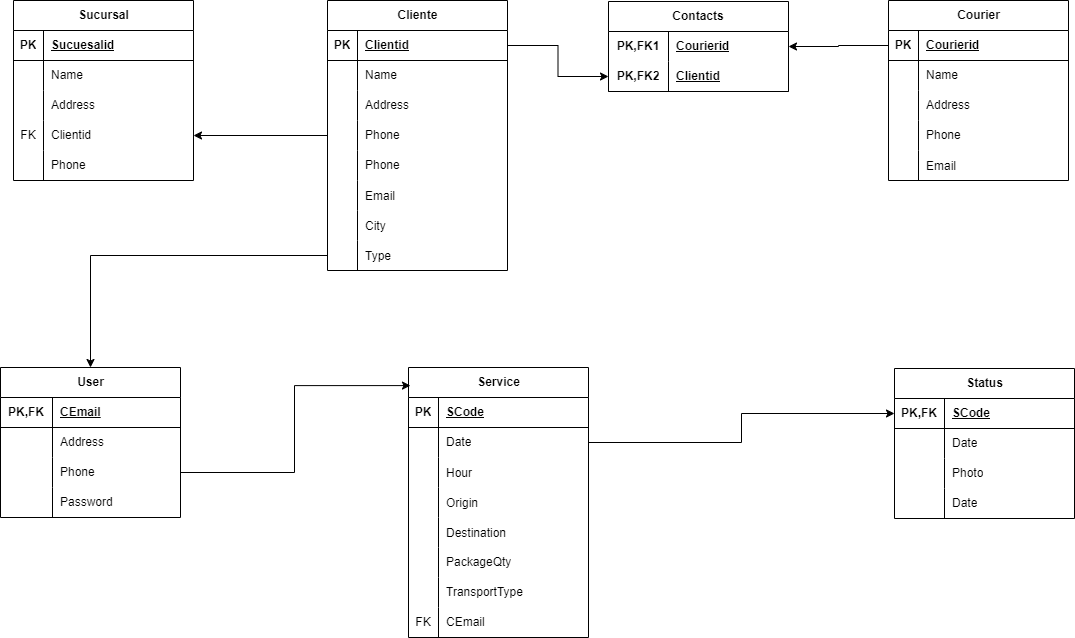 Sucursal
PK Sucuesalid
Name
Address
FK Clientid
Phone
Cliente
PK Clientid
Name
Address
Phone
Phone
Email
City
Type
Contacts
PK,FK1 Courierid
PK,FK2 Clientid
Courier
PK Courierid
Name
Address
Phone
Email
User
PK,FK CEmail
Address
Phone
Password
Service
PK SCode
Date
Hour
Origin
Destination
PackageQty
TransportType
FK CEmail
Status
PK,FK SCode
Date
Photo
Date